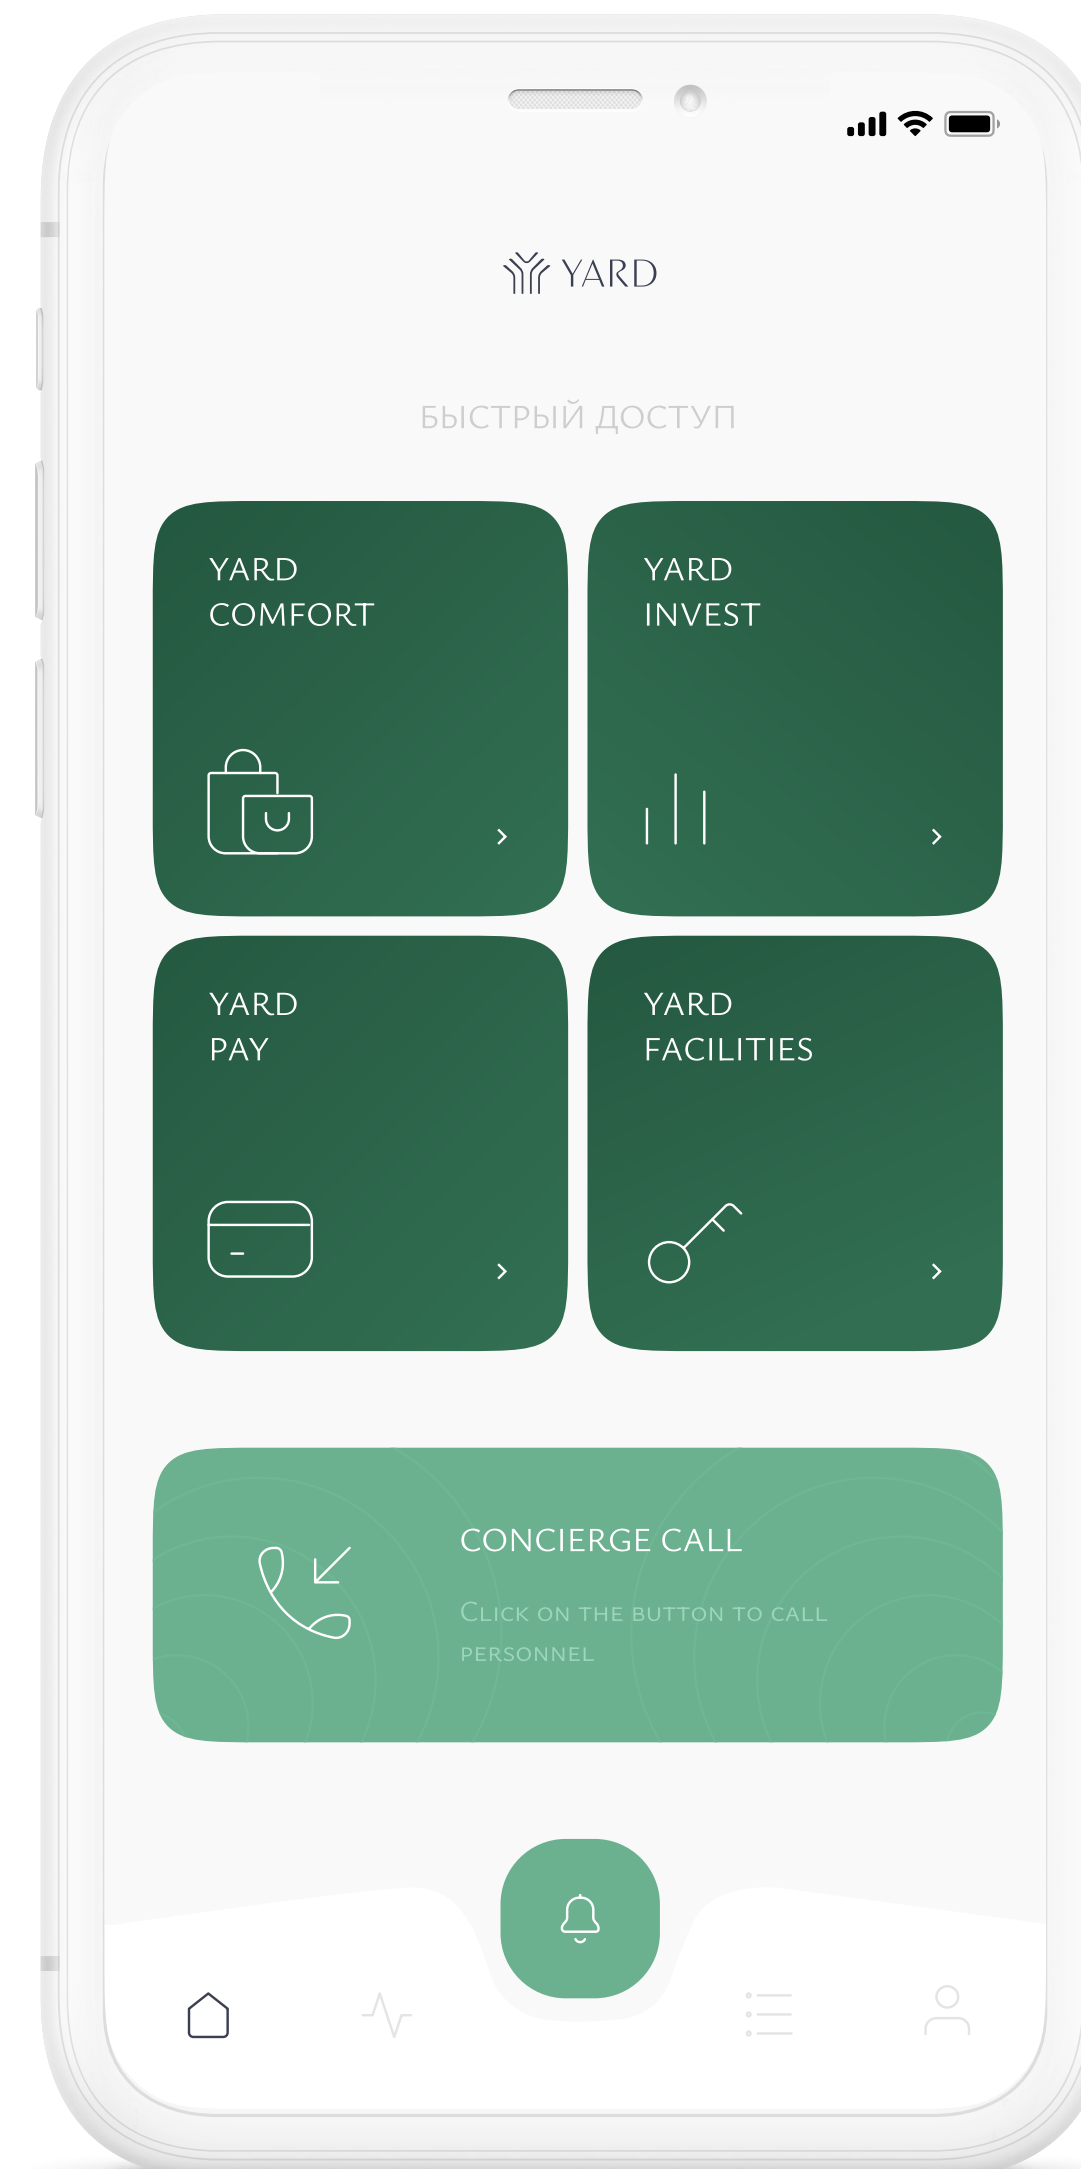 YARD
БЫСТРЫЙ ДОСТУП
YARD
COMFORT
YARD
INVEST
YARD
PAY
YARD
FACILITIES
CONCIERGE CALL
Click on the button to call
personnel